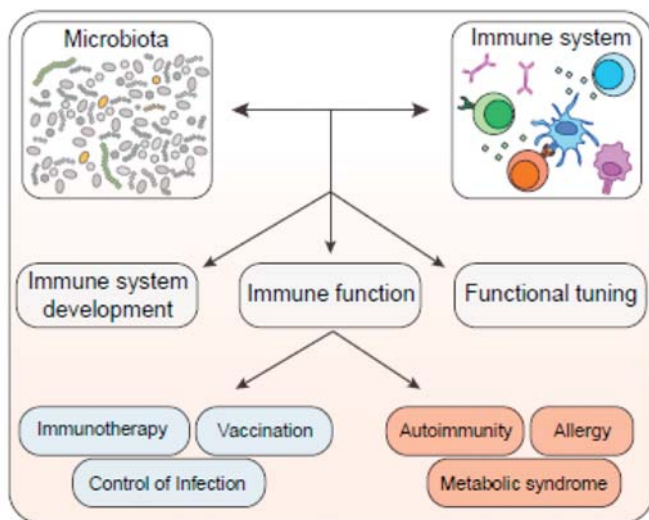 Microbiota
Immune system
Immune system
development
Immune function
Functional tuning
Immunotherapy
Vaccination
Control of Infection
Autoimmunity
Allergy
Metabolic syndrome